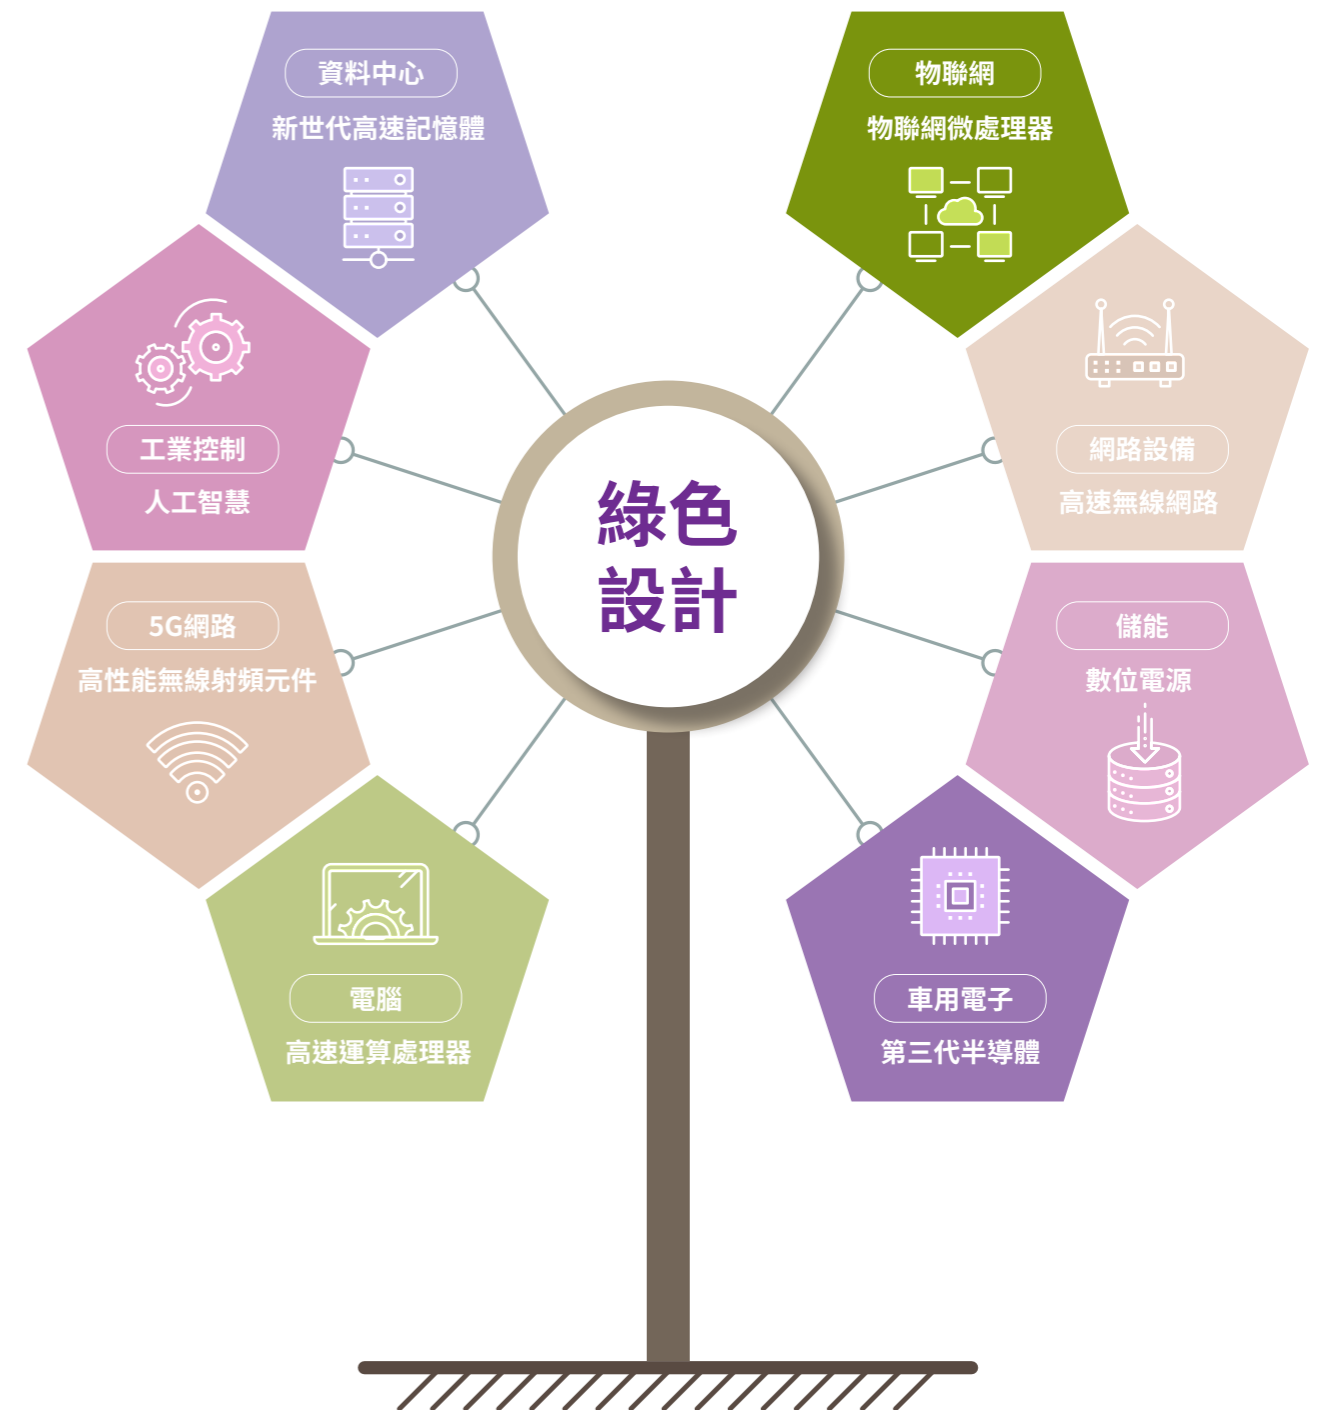 資料中心
新世代高速記憶體
物聯網
物聯網微處理器
工業控制
人工智慧
網路設備
高速無線網路
綠色
設計
5G網路
高性能無線射頻元件
儲能
數位電源
電腦
高速運算處理器
車用電子
第三代半導體